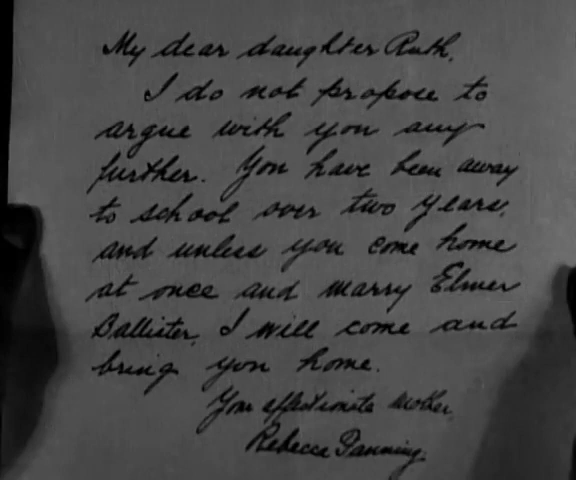 My dear daughter Ruth,
I do not propose to
argue with you any
further. You have been away
to school over two years,
and unless you come home
at once and marry Elmer
Ballister, I will come and
bring you home.
Your affectionate mother,
Rebecca Fanning.